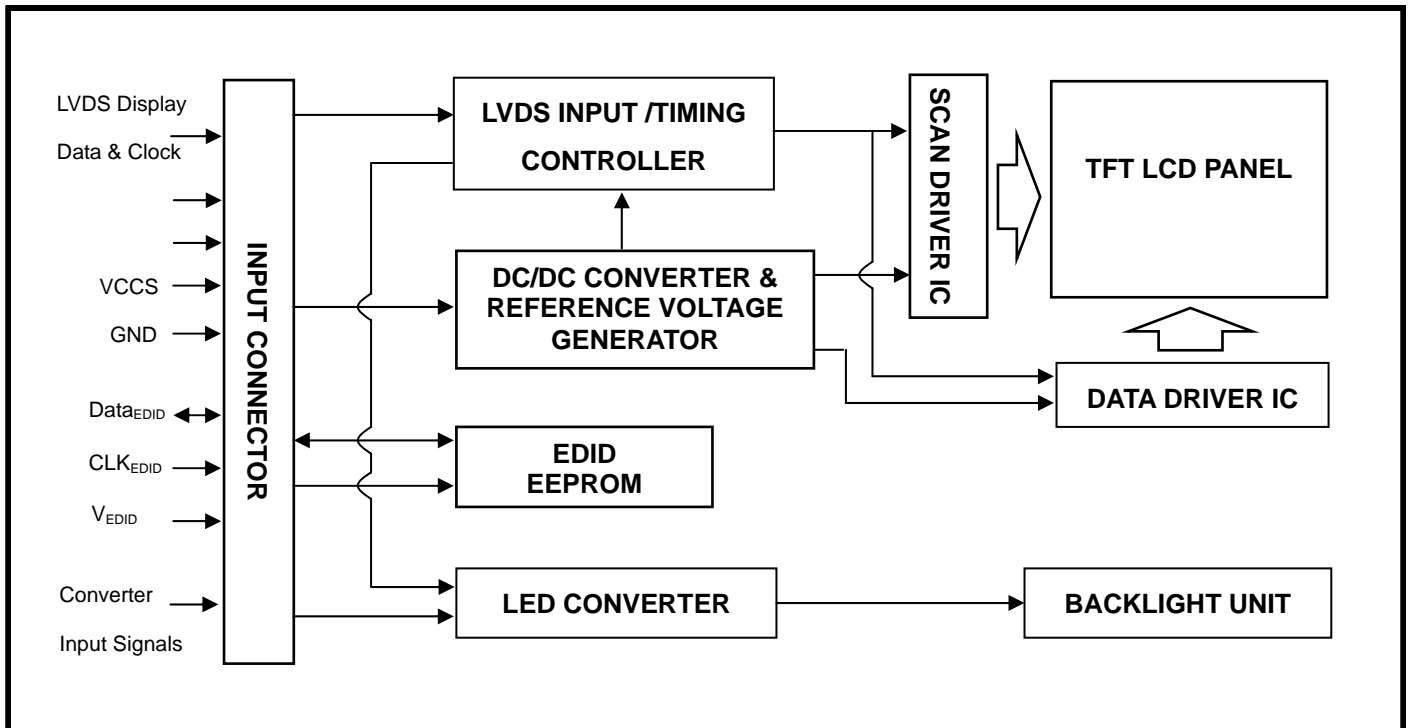 LVDS Display
Data & Clock
VCCS
GND
DataEDID
CLKEDID
VEDID
Converter
Input Signals
INPUT CONNECTOR
LVDS INPUT /TIMING
CONTROLLER
DC/DC CONVERTER &
REFERENCE VOLTAGE
GENERATOR
EDID
EEPROM
LED CONVERTER
SCAN DRIVER IC
TFT LCD PANEL
DATA DRIVER IC
BACKLIGHT UNIT